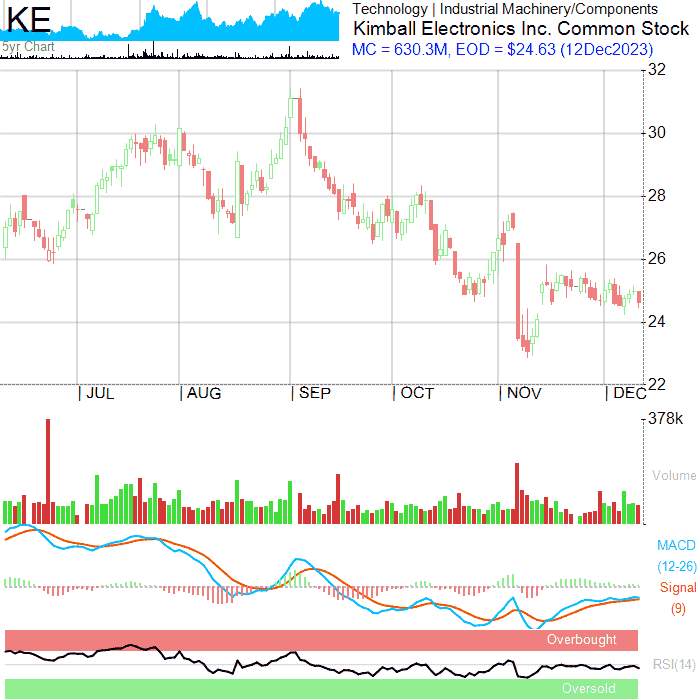 KE
5yr Chart
Technology | Industrial Machinery/Components
Kimball Electronics Inc. Common Stock
MC = 630.3M, EOD = $24.63 (12Dec2023)
32
30
28
26
24
22
| JUL | AUG | SEP | OCT | NOV | DEC
378k
Volume
MACD
(12-26)
Signal
(9)
Overbought
RSI(14)
Oversold